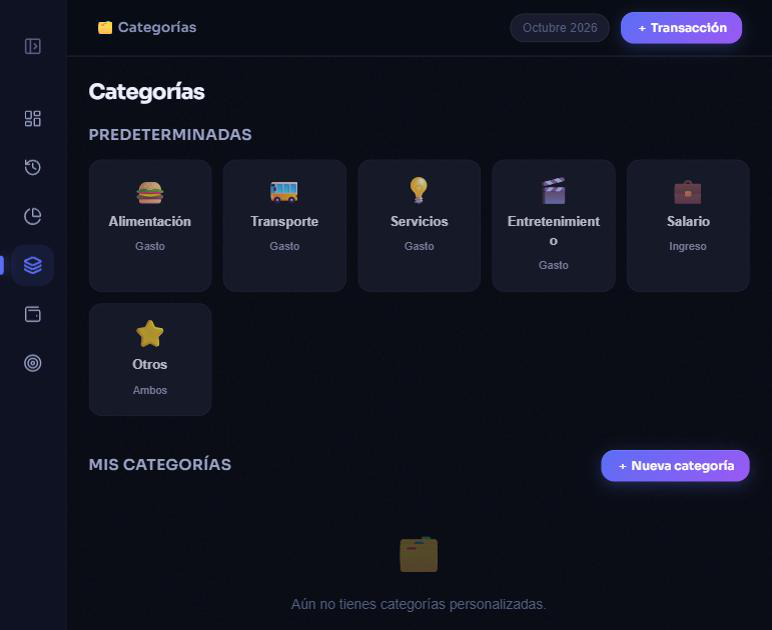 Categorías
Octubre 2026
+ Transacción
Categorías
PREDETERMINADAS
Alimentación
Gasto
Transporte
Gasto
Servicios
Gasto
Entretenimient
o
Gasto
Salario
Ingreso
Otros
Ambos
MIS CATEGORÍAS
+ Nueva categoría
Aún no tienes categorías personalizadas.